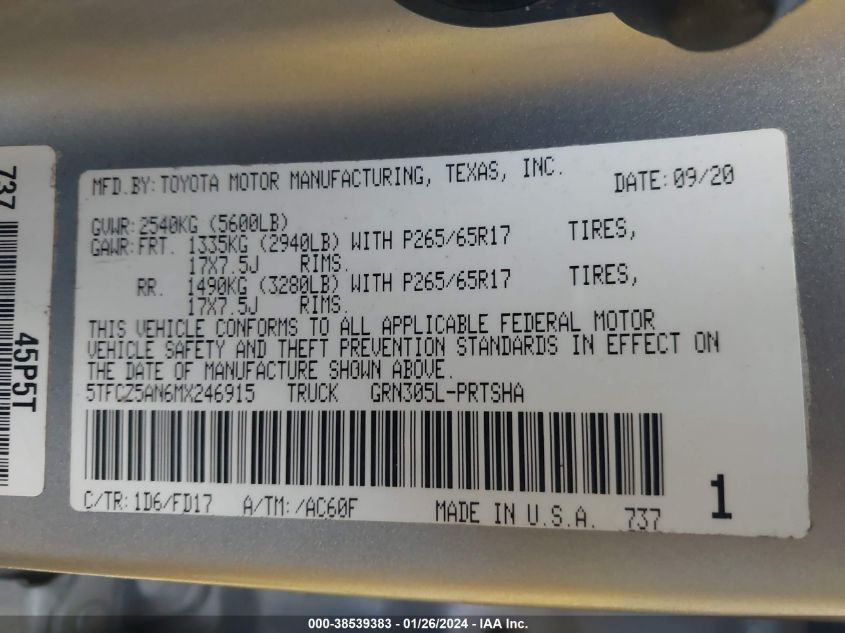 MFD.BY:TOYOTA MOTOR MANUFACTURING, TEXAS, INC. DATE:09/20
GVWR:2540KG (5600LB)
GAWR:FRT. 1335KG (2940LB) WITH P265/65R17 TIRES,
17X7.5J RIMS.
RR. 1490KG (3280LB) WITH P265/65R17 TIRES,
17X7.5J RIMS.
THIS VEHICLE CONFORMS TO ALL APPLICABLE FEDERAL MOTOR
VEHICLE SAFETY AND THEFT PREVENTION STANDARDS IN EFFECT ON
THE DATE OF MANUFACTURE SHOWN ABOVE.
5TFCZ5AN6MX246915 TRUCK GRN305L-PRTSHA
C/TR:1D6/FD17 A/TM:/AC60F MADE IN U.S.A. 737 1
737
45P5T
000-38539383 - 01/26/2024 - IAA Inc.